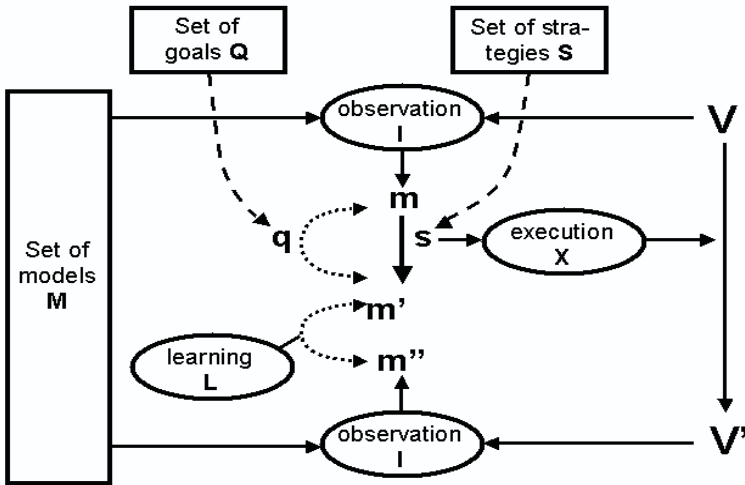 Set of
goals Q
Set of stra-
tegies S
observation
I
V
m
Set of
models
M
q
s
execution
X
m'
learning
L
m''
observation
I
V'